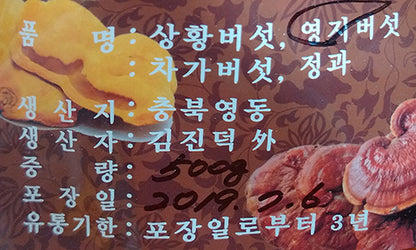 품 명 : 상황버섯, 영지버섯
: 차가버섯, 정과
생 산 지 : 충북영동
생 산 자 : 김진덕 外
중 량 : 500g
포 장 일 : 2019. 2. 6
유통기한 : 포장일로부터 3년